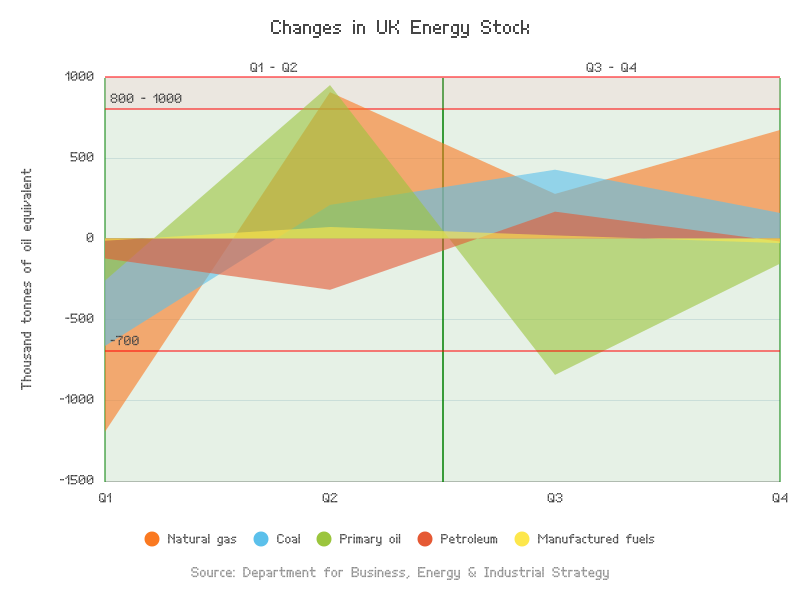 Changes in UK Energy Stock
Q1 - Q2
Q3 - Q4
1000
800 - 1000
500
0
-500
-700
-1000
-1500
Thousand tonnes of oil equivalent
Q1
Q2
Q3
Q4
Natural gas
Coal
Primary oil
Petroleum
Manufactured fuels
Source: Department for Business, Energy & Industrial Strategy